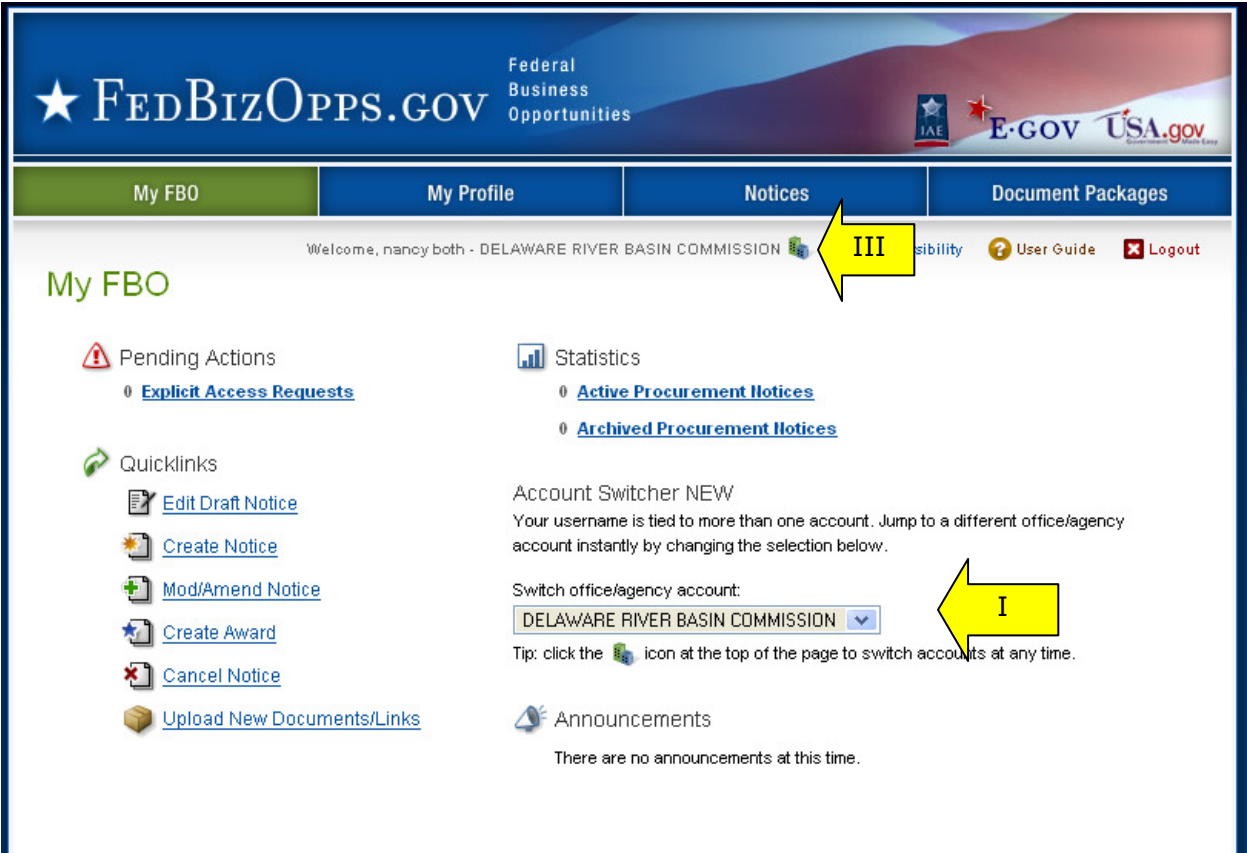 ★ FEDBIZOPPS.GOV
Federal
Business
Opportunities
IAE
E·GOV
USA.gov
Government Made Easy
My FBO
My Profile
Notices
Document Packages
Welcome, nancy both - DELAWARE RIVER BASIN COMMISSION
III
sibility
User Guide
Logout
My FBO
Pending Actions
0 Explicit Access Requests
Statistics
0 Active Procurement Notices
0 Archived Procurement Notices
Quicklinks
Edit Draft Notice
Create Notice
Mod/Amend Notice
Create Award
Cancel Notice
Upload New Documents/Links
Account Switcher NEW
Your username is tied to more than one account. Jump to a different office/agency
account instantly by changing the selection below.
Switch office/agency account:
DELAWARE RIVER BASIN COMMISSION
I
Tip: click the icon at the top of the page to switch accounts at any time.
Announcements
There are no announcements at this time.